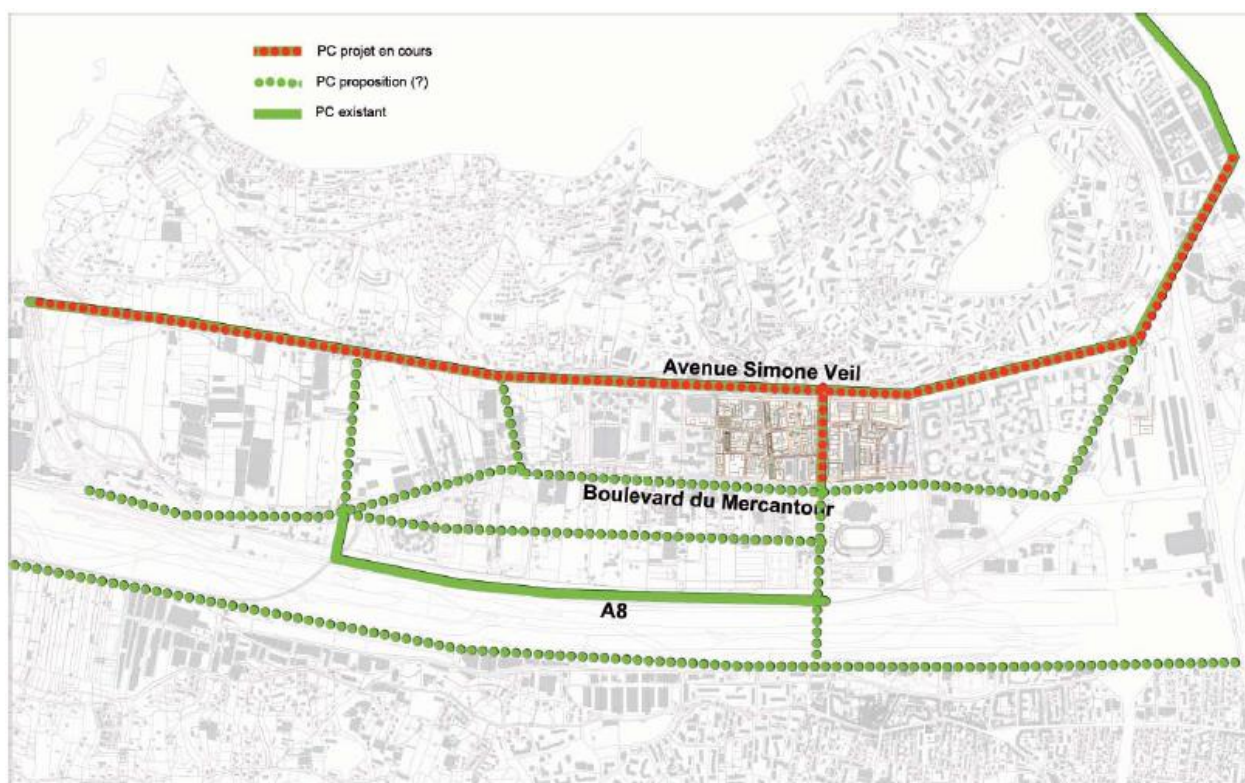 PC projet en cours
PC proposition (?)
PC existant
Avenue Simone Veil
Boulevard du Mercantour
A8